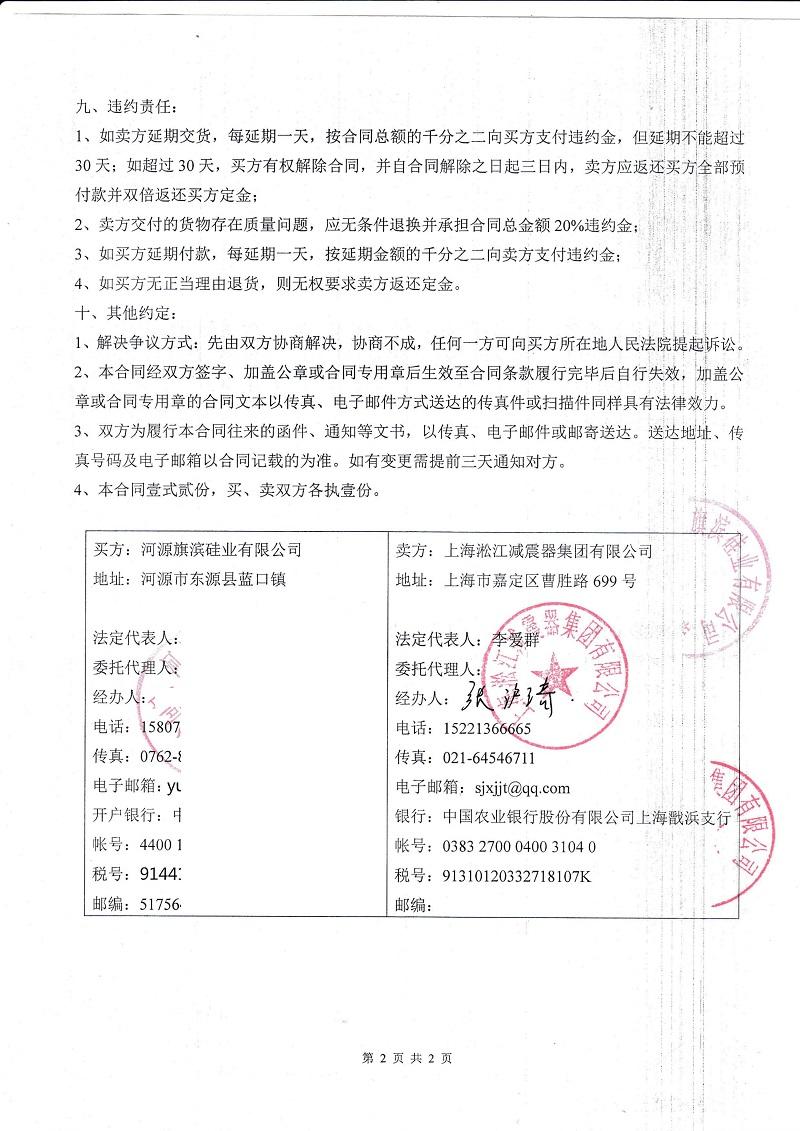 九、违约责任：
1、如卖方延期交货，每延期一天，按合同总额的千分之二向买方支付违约金，但延期不能超过
30 天；如超过 30 天，买方有权解除合同，并自合同解除之日起三日内，卖方应返还买方全部预
付款并双倍返还买方定金；
2、卖方交付的货物存在质量问题，应无条件退换并承担合同总金额 20%违约金；
3、如买方延期付款，每延期一天，按延期金额的千分之二向卖方支付违约金；
4、如买方无正当理由退货，则无权要求卖方返还定金。
十、其他约定：
1、解决争议方式：先由双方协商解决，协商不成，任何一方可向买方所在地人民法院提起诉讼。
2、本合同经双方签字、加盖公章或合同专用章后生效至合同条款履行完毕后自行失效，加盖公
章或合同专用章的合同文本以传真、电子邮件方式送达的传真件或扫描件同样具有法律效力。
3、双方为履行本合同往来的函件、通知等文书，以传真、电子邮件或邮寄送达。送达地址、传
真号码及电子邮箱以合同记载的为准。如有变更需提前三天通知对方。
4、本合同壹式贰份，买、卖双方各执壹份。
买方：河源旗滨硅业有限公司
地址：河源市东源县蓝口镇
法定代表人：
委托代理人：
经办人：
电话：15807
传真：0762-8
电子邮箱：yu
开户银行：中
帐号：4400 1
税号：91441
邮编：51756
卖方：上海淞江减震器集团有限公司
地址：上海市嘉定区曹胜路 699 号
法定代表人：李爱群
委托代理人：
经办人：张沪琦
电话：15221366665
传真：021-64546711
电子邮箱：sjxjjt@qq.com
银行：中国农业银行股份有限公司上海戬浜支行
帐号：0383 2700 0400 3104 0
税号：91310120332718107K
邮编：
旗滨硅业有限公司
淞江减震器集团有限公司
集团有限公司
第 2 页 共 2 页